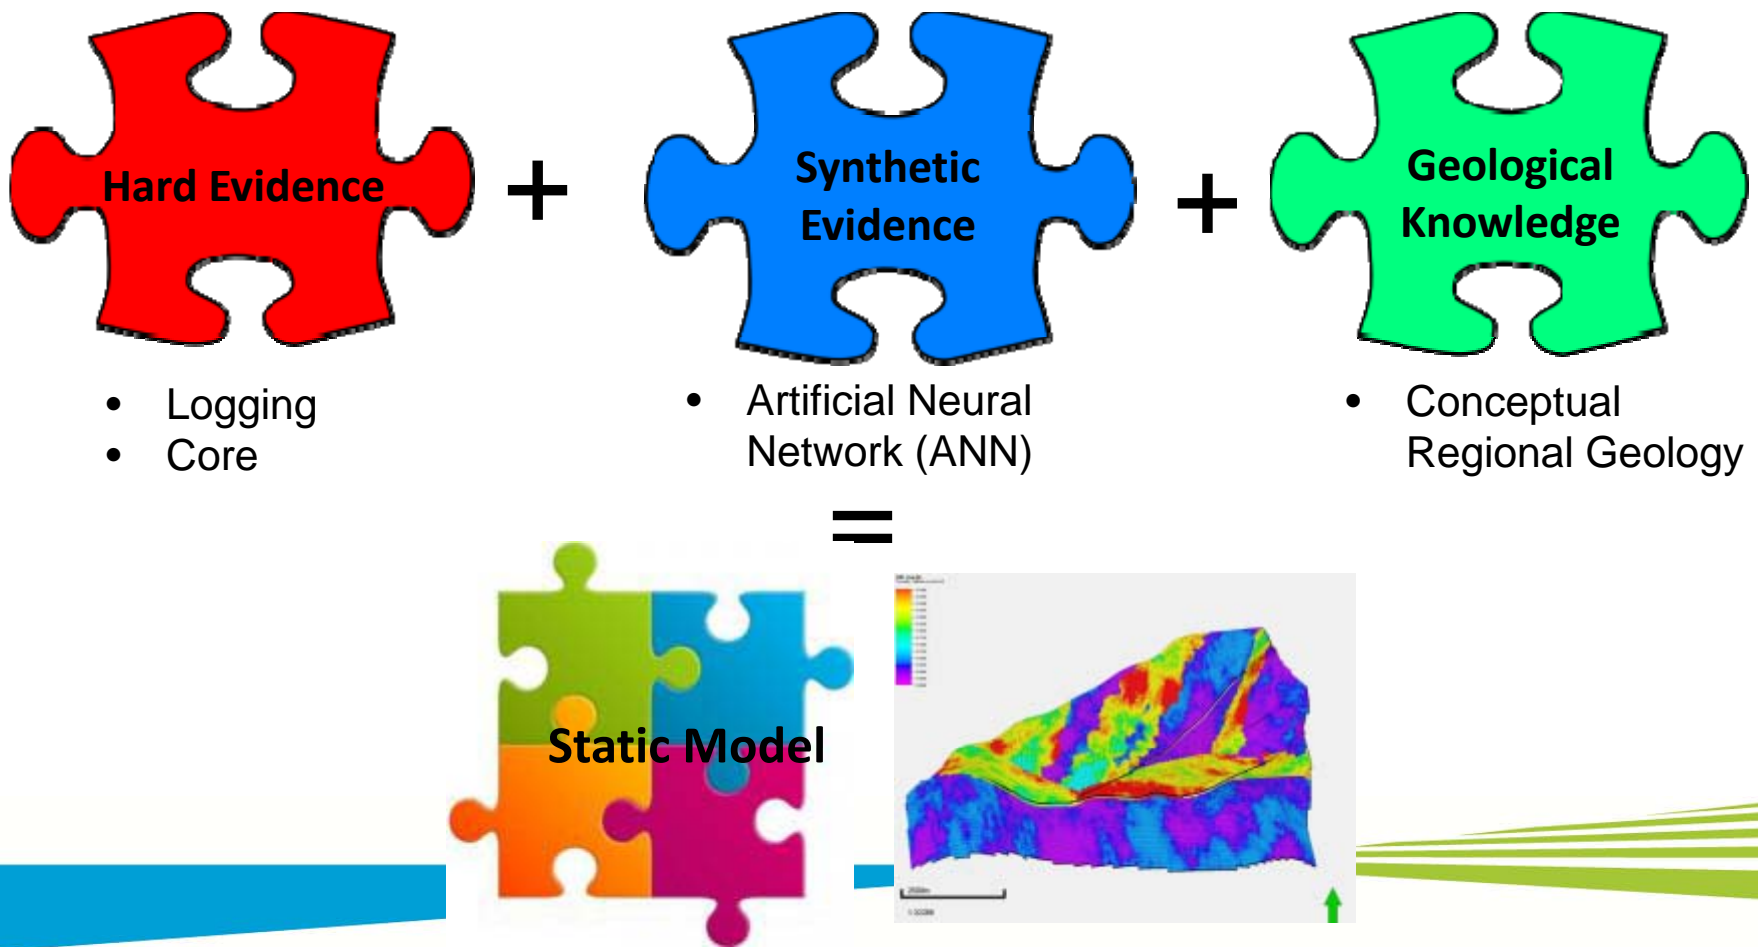 Hard Evidence
+
Synthetic
Evidence
+
Geological
Knowledge
• Logging
• Core
• Artificial Neural
Network (ANN)
• Conceptual
Regional Geology
=
Static Model